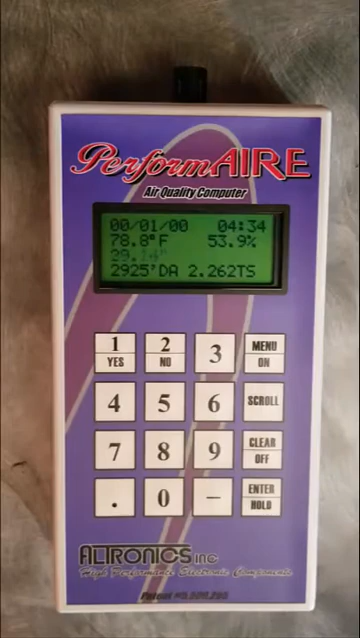 PerformAIRE
Air Quality Computer
00/01/00 04:34
78.8°F 53.9%
2925'DA 2.262TS
1 2 3 MENU
YES NO ON
4 5 6 SCROLL
7 8 9 CLEAR
OFF
. 0 – ENTER
HOLD
ALTRONICS INC
High Performance Electronic Components